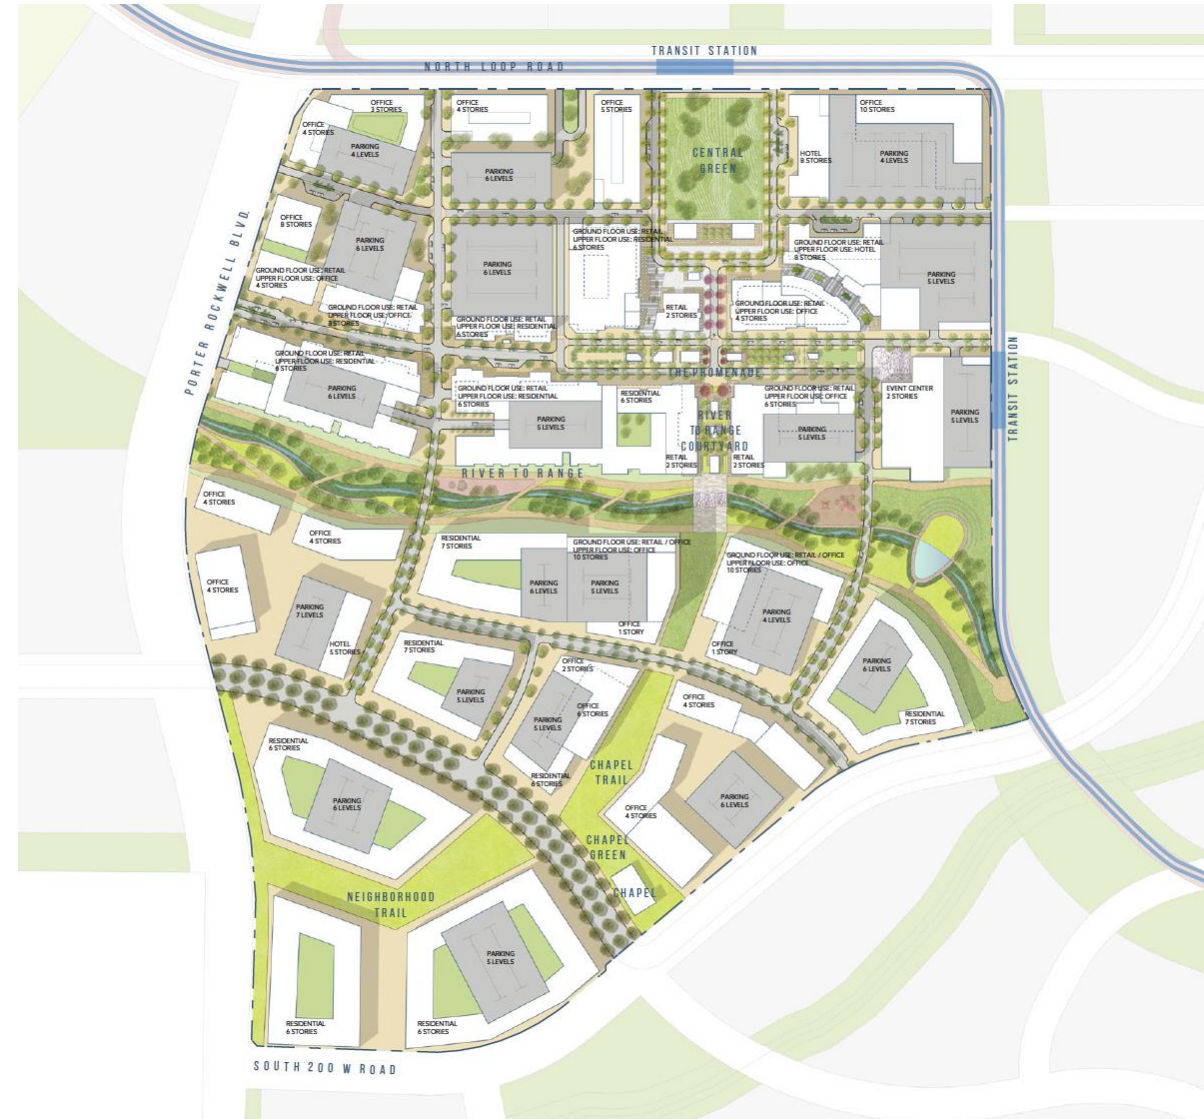 TRANSIT STATION
NORTH LOOP ROAD
OFFICE
3 STORIES
OFFICE
4 STORIES
OFFICE
5 STORIES
OFFICE
10 STORIES
OFFICE
4 STORIES
PARKING
4 LEVELS
CENTRAL
GREEN
HOTEL
8 STORIES
PARKING
4 LEVELS
PARKING
6 LEVELS
OFFICE
8 STORIES
PARKING
6 LEVELS
GROUND FLOOR USE: RETAIL
UPPER FLOOR USE: RESIDENTIAL
6 STORIES
GROUND FLOOR USE: RETAIL
UPPER FLOOR USE: HOTEL
8 STORIES
PORTER ROCKWELL BLVD.
GROUND FLOOR USE: RETAIL
UPPER FLOOR USE: OFFICE
4 STORIES
PARKING
6 LEVELS
PARKING
5 LEVELS
GROUND FLOOR USE: RETAIL
UPPER FLOOR USE: OFFICE
8 STORIES
RETAIL
2 STORIES
GROUND FLOOR USE: RETAIL
UPPER FLOOR USE: OFFICE
4 STORIES
GROUND FLOOR USE: RETAIL
UPPER FLOOR USE: RESIDENTIAL
6 STORIES
GROUND FLOOR USE: RETAIL
UPPER FLOOR USE: RESIDENTIAL
6 STORIES
THE PROMENADE
TRANSIT STATION
PARKING
6 LEVELS
GROUND FLOOR USE: RETAIL
UPPER FLOOR USE: RESIDENTIAL
6 STORIES
RESIDENTIAL
6 STORIES
GROUND FLOOR USE: RETAIL
UPPER FLOOR USE: OFFICE
6 STORIES
EVENT CENTER
2 STORIES
PARKING
5 LEVELS
PARKING
5 LEVELS
RIVER
TO RANGE
COURTYARD
PARKING
5 LEVELS
RETAIL
2 STORIES
RETAIL
2 STORIES
RIVER TO RANGE
OFFICE
4 STORIES
OFFICE
4 STORIES
RESIDENTIAL
7 STORIES
GROUND FLOOR USE: RETAIL / OFFICE
UPPER FLOOR USE: OFFICE
10 STORIES
GROUND FLOOR USE: RETAIL / OFFICE
UPPER FLOOR USE: OFFICE
10 STORIES
OFFICE
4 STORIES
PARKING
6 LEVELS
PARKING
5 LEVELS
PARKING
7 LEVELS
PARKING
4 LEVELS
OFFICE
1 STORY
HOTEL
5 STORIES
RESIDENTIAL
7 STORIES
OFFICE
1 STORY
PARKING
6 LEVELS
OFFICE
2 STORIES
PARKING
5 LEVELS
OFFICE
4 STORIES
OFFICE
6 STORIES
RESIDENTIAL
7 STORIES
PARKING
5 LEVELS
RESIDENTIAL
6 STORIES
CHAPEL
TRAIL
RESIDENTIAL
6 STORIES
PARKING
6 LEVELS
PARKING
6 LEVELS
OFFICE
4 STORIES
CHAPEL
GREEN
CHAPEL
NEIGHBORHOOD
TRAIL
PARKING
5 LEVELS
RESIDENTIAL
6 STORIES
RESIDENTIAL
6 STORIES
SOUTH 200 W ROAD